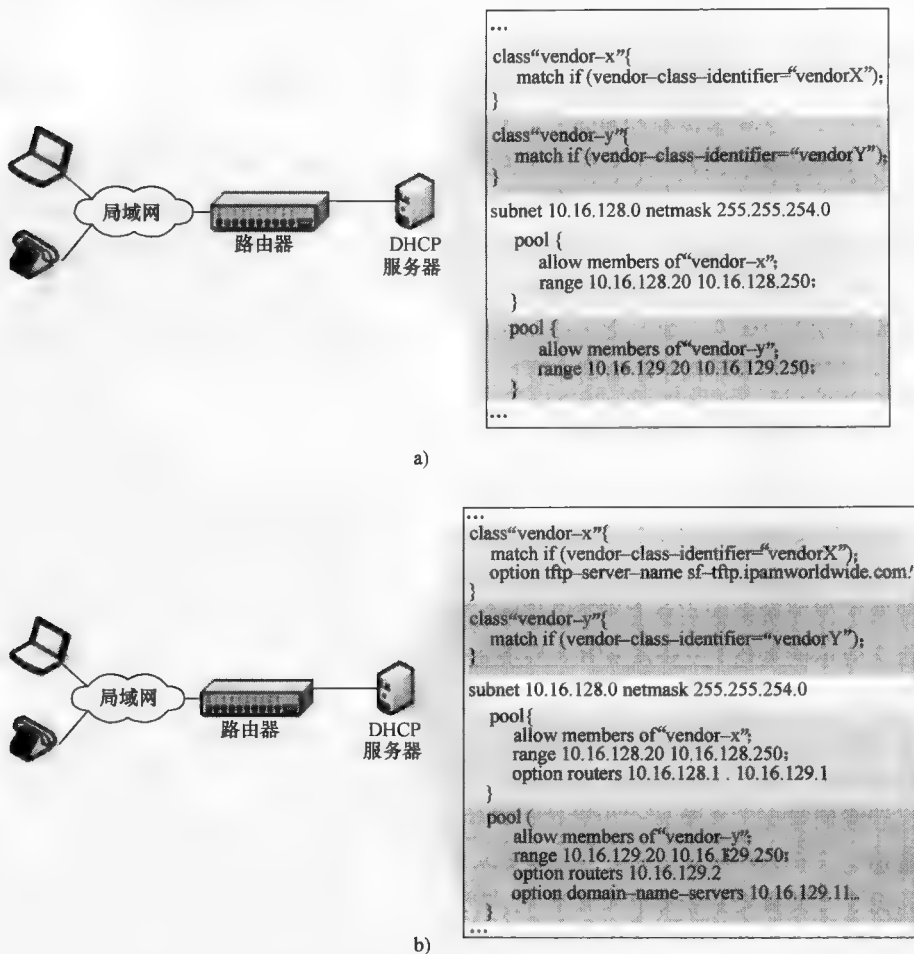 ...
class“vendor–x”{
match if (vendor–class–identifier=“vendorX”);
}
class“vendor–y”{
match if (vendor–class–identifier=“vendorY”);
}
subnet 10.16.128.0 netmask 255.255.254.0
pool {
allow members of“vendor–x”;
range 10.16.128.20 10.16.128.250;
}
pool {
allow members of“vendor–y”;
range 10.16.129.20 10.16.129.250;
}
...
局域网
路由器
DHCP
服务器
a)
...
class“vendor–x”{
match if (vendor–class–identifier=“vendorX”);
option tftp–server–name sf–tftp.ipamworldwide.com."
}
class“vendor–y”{
match if (vendor–class–identifier=“vendorY”);
}
subnet 10.16.128.0 netmask 255.255.254.0
pool{
allow members of“vendor–x”;
range 10.16.128.20 10.16.128.250;
option routers 10.16.128.1 . 10.16.129.1
}
pool (
allow members of“vendor–y”;
range 10.16.129.20 10.16.129.250;
option routers 10.16.129.2
option domain–name–servers 10.16.129.11...
}
...
局域网
路由器
DHCP
服务器
b)